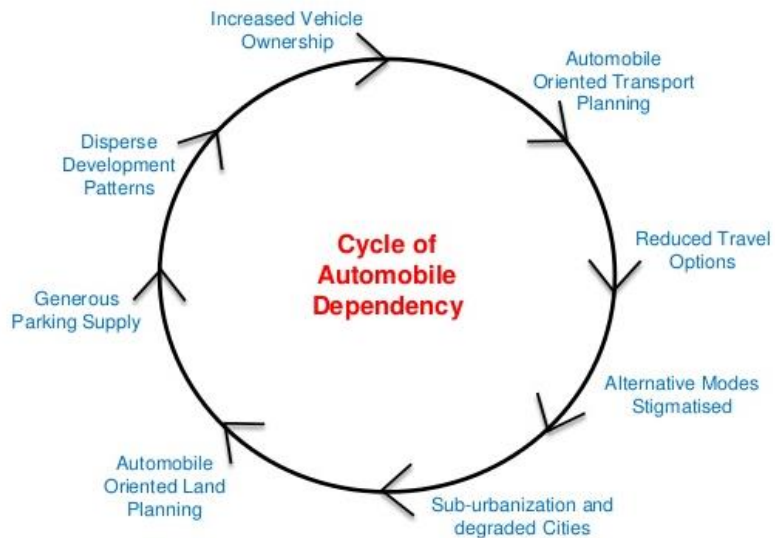 Increased Vehicle
Ownership
Automobile
Oriented Transport
Planning
Reduced Travel
Options
Alternative Modes
Stigmatised
Sub-urbanization and
degraded Cities
Automobile
Oriented Land
Planning
Generous
Parking Supply
Disperse
Development
Patterns
Cycle of
Automobile
Dependency